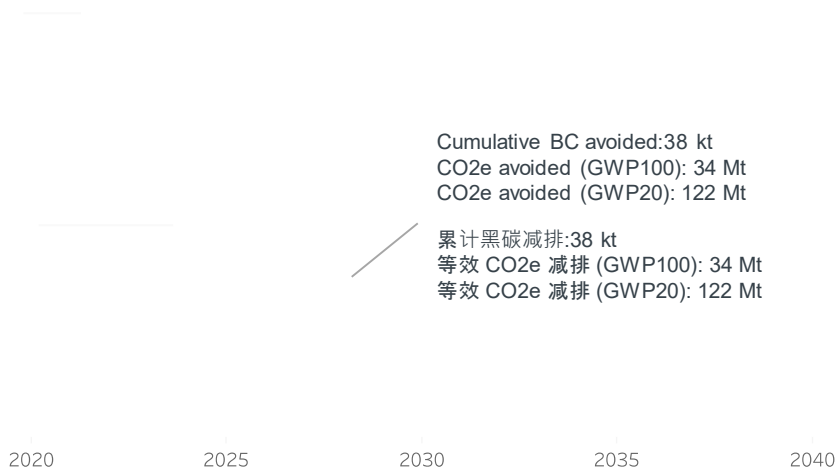 Cumulative BC avoided:38 kt
CO2e avoided (GWP100): 34 Mt
CO2e avoided (GWP20): 122 Mt
累计黑碳减排:38 kt
等效 CO2e 减排 (GWP100): 34 Mt
等效 CO2e 减排 (GWP20): 122 Mt
2020 2025 2030 2035 2040